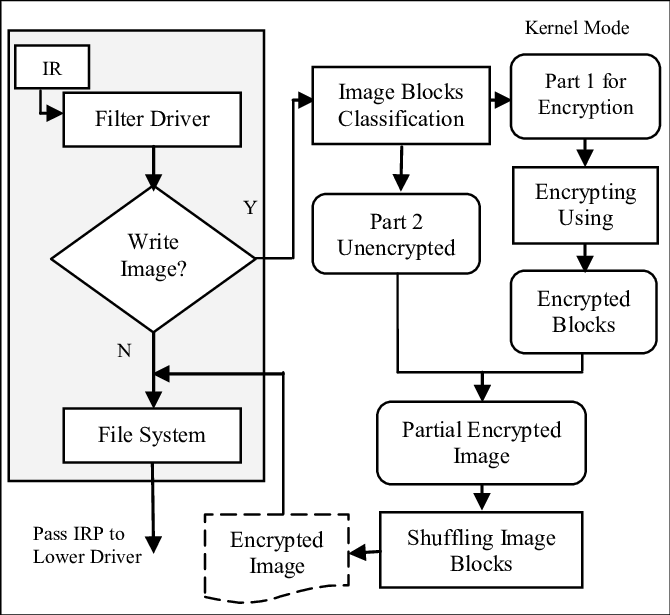 Kernel Mode
IR
Filter Driver
Write
Image?
Y
N
File System
Pass IRP to
Lower Driver
Image Blocks
Classification
Part 1 for
Encryption
Part 2
Unencrypted
Encrypting
Using
Encrypted
Blocks
Partial Encrypted
Image
Shuffling Image
Blocks
Encrypted
Image